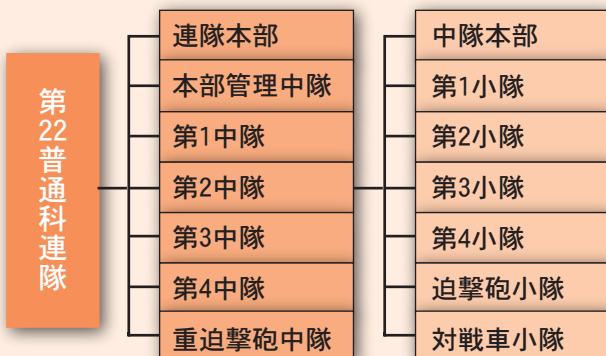 第22普通科連隊
連隊本部
本部管理中隊
第1中隊
第2中隊
第3中隊
第4中隊
重迫撃砲中隊
中隊本部
第1小隊
第2小隊
第3小隊
第4小隊
迫撃砲小隊
対戦車小隊